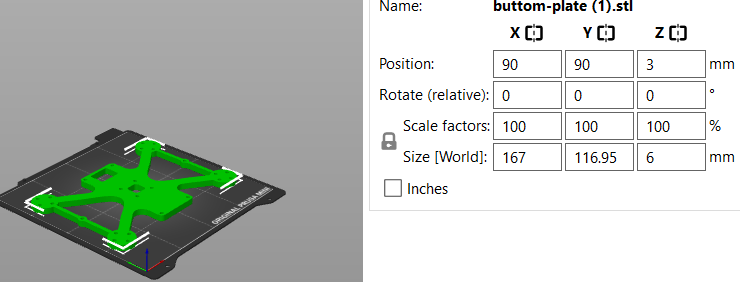 Name: buttom-plate (1).stl
X Y Z
Position: 90 90 3 mm
Rotate (relative): 0 0 0 °
Scale factors: 100 100 100 %
Size [World]: 167 116.95 6 mm
Inches
ORIGINAL PRUSA MINI